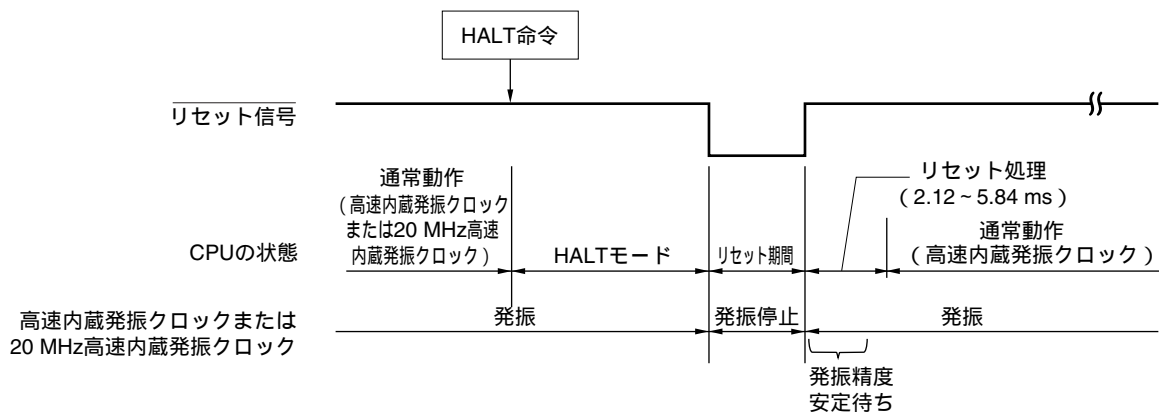 HALT命令
リセット信号
通常動作
(高速内蔵発振クロック
または20 MHz高速
内蔵発振クロック)
リセット処理
(2.12~5.84 ms)
通常動作
(高速内蔵発振クロック)
CPUの状態
HALTモード
リセット期間
高速内蔵発振クロックまたは
20 MHz高速内蔵発振クロック
発振
発振停止
発振
発振精度
安定待ち